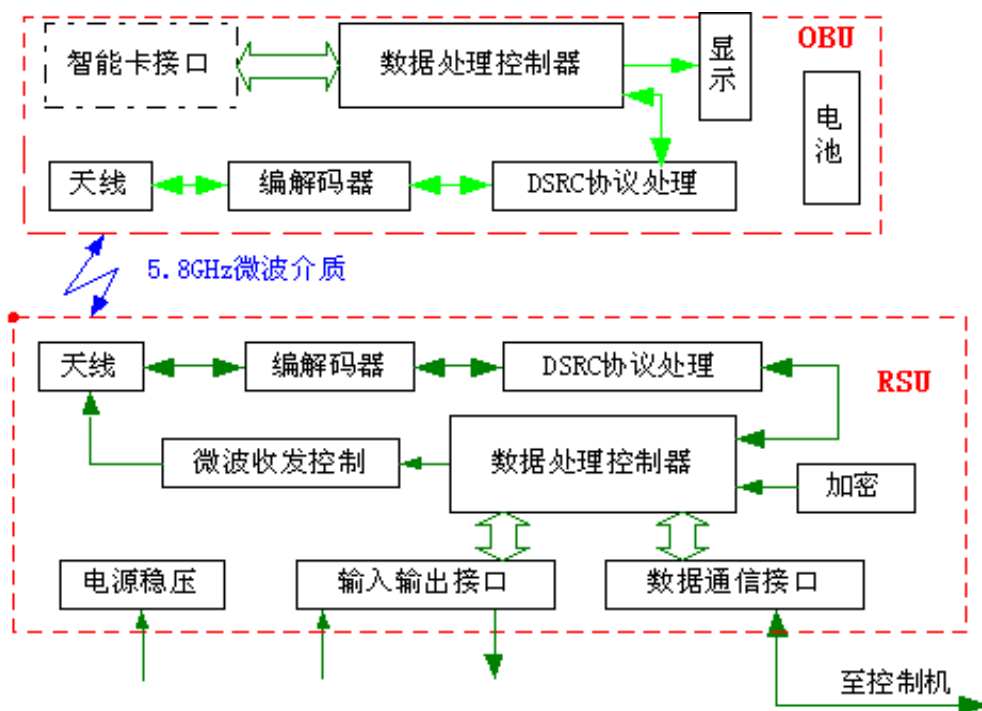 智能卡接口
数据处理控制器
显示
OBU
电池
天线
编解码器
DSRC协议处理
5.8GHz微波介质
天线
编解码器
DSRC协议处理
RSU
微波收发控制
数据处理控制器
加密
电源稳压
输入输出接口
数据通信接口
至控制机